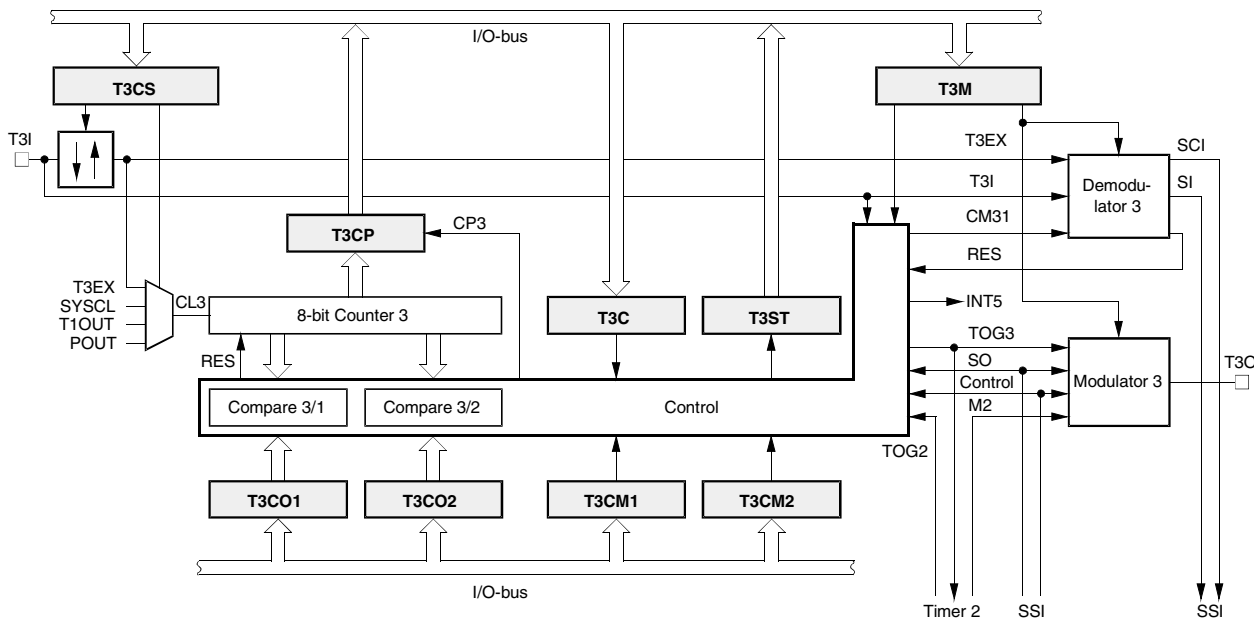 I/O-bus
T3CS
T3M
T3I
T3EX
SCI
T3I
SI
Demodu-
lator 3
CM31
T3CP
CP3
RES
T3EX
SYSCL
T1OUT
POUT
CL3
8-bit Counter 3
T3C
T3ST
INT5
RES
TOG3
SO
Control
M2
Modulator 3
T3O
Compare 3/1
Compare 3/2
Control
TOG2
T3CO1
T3CO2
T3CM1
T3CM2
I/O-bus
Timer 2
SSI
SSI